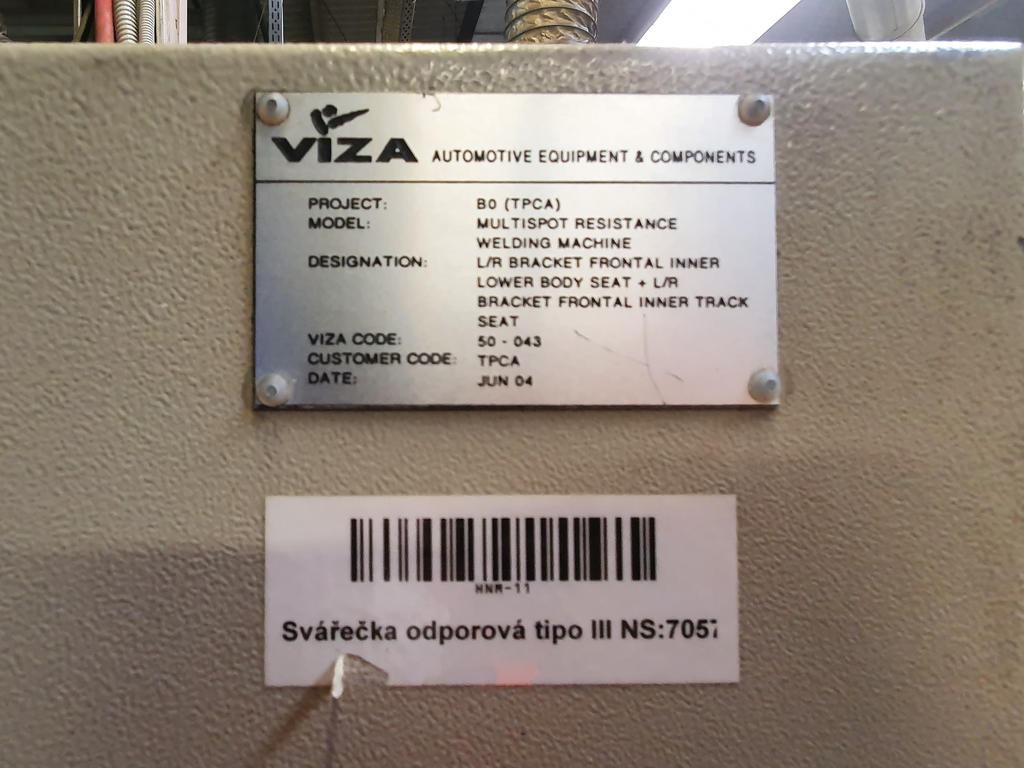 VIZA AUTOMOTIVE EQUIPMENT & COMPONENTS
PROJECT: B0 (TPCA)
MODEL: MULTISPOT RESISTANCE
WELDING MACHINE
DESIGNATION: L/R BRACKET FRONTAL INNER
LOWER BODY SEAT + L/R
BRACKET FRONTAL INNER TRACK
SEAT
VIZA CODE: 50 - 043
CUSTOMER CODE: TPCA
DATE: JUN 04
HNM-11
Svářečka odporová tipo III NS:7057